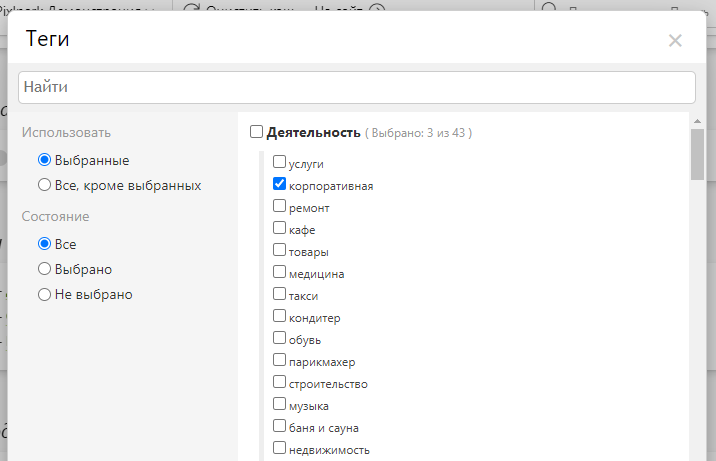 Теги
Найти
Использовать
Выбранные
Все, кроме выбранных
Состояние
Все
Выбрано
Не выбрано
Деятельность ( Выбрано: 3 из 43 )
услуги
корпоративная
ремонт
кафе
товары
медицина
такси
кондитер
обувь
парикмахер
строительство
музыка
баня и сауна
недвижимость